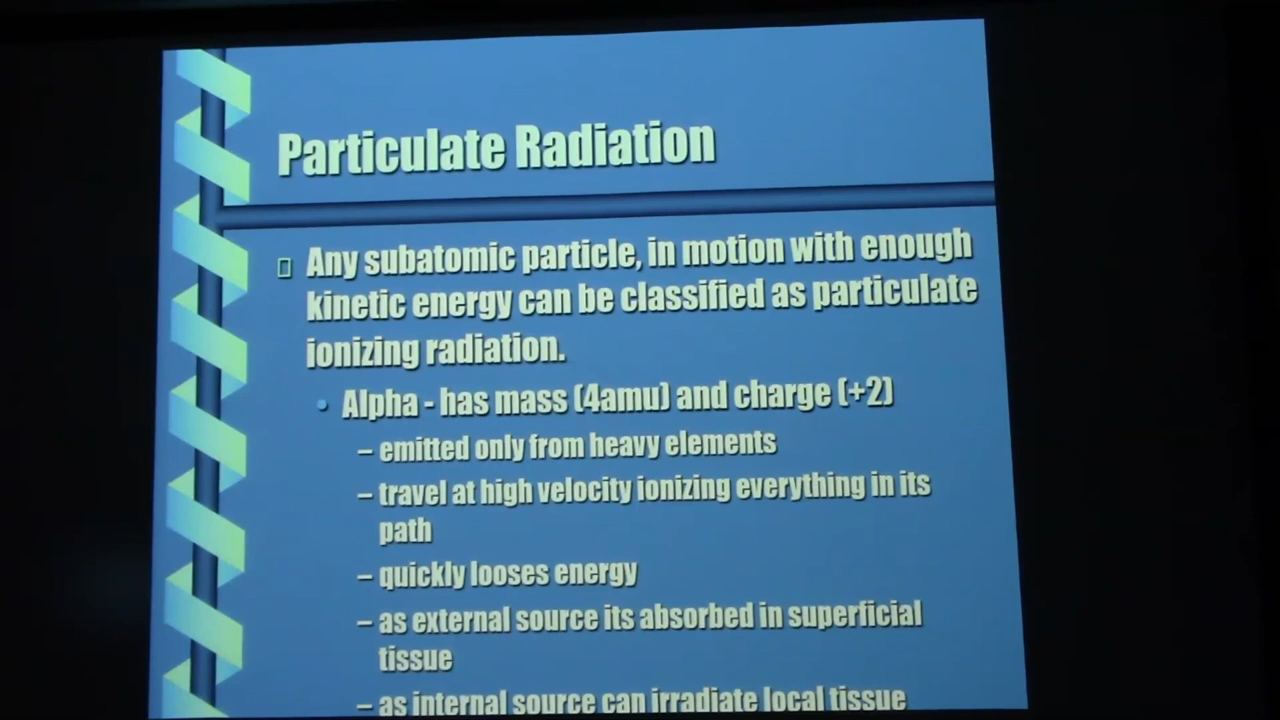 Particulate Radiation
Any subatomic particle, in motion with enough
kinetic energy can be classified as particulate
ionizing radiation.
• Alpha - has mass (4amu) and charge (+2)
– emitted only from heavy elements
– travel at high velocity ionizing everything in its
path
– quickly looses energy
– as external source its absorbed in superficial
tissue
– as internal source can irradiate local tissue